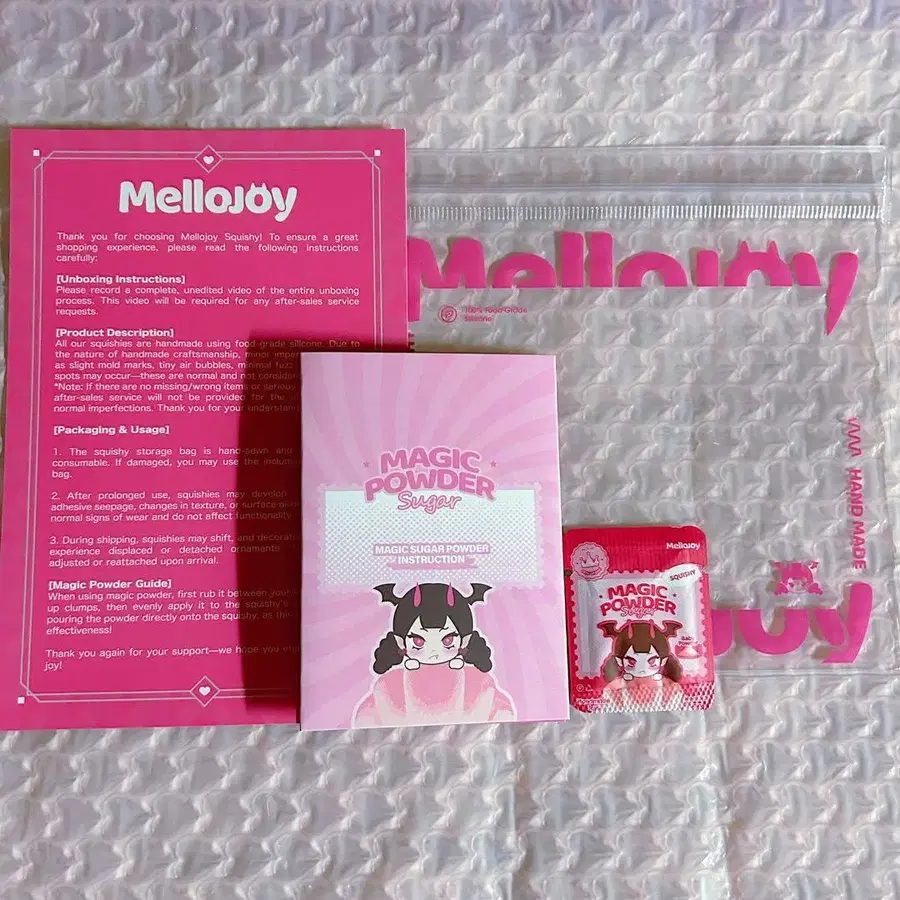 Mellojoy
Thank you for choosing Mellojoy Squishy! To ensure a great
shopping experience, please read the following instructions
carefully:
[Unboxing Instructions]
Please record a complete, unedited video of the entire unboxing
process. This video will be required for any after-sales service
requests.
[Product Description]
All our squishies are handmade using food-grade silicone. Due to
the nature of handmade craftsmanship, minor
as slight mold marks, tiny air bubbles, minimal fuzz
spots may occur—these are normal and not
*Note: If there are no missing/wrong items or serious
after-sales service will not be provided for
normal imperfections. Thank you for your understand
[Packaging & Usage]
1. The squishy storage bag is hand-sewn and
consumable. If damaged, you may use the
bag.
2. After prolonged use, squishies may develop
adhesive seepage, changes in texture, or surface
normal signs of wear and do not affect functionality
3. During shipping, squishies may shift, and
experience displaced or detached ornaments
adjusted or reattached upon arrival.
[Magic Powder Guide]
When using magic powder, first rub it between your
up clumps, then evenly apply it to the squishy's
pouring the powder directly onto the squishy, as
effectiveness!
Thank you again for your support—we hope you
joy!
MAGIC
POWDER
Sugar
MAGIC SUGAR POWDER
INSTRUCTION
Mellojoy
100% Food Grade
Silicone
HAND MADE
Mellojoy
SQUISHY
MAGIC
POWDER
Sugar